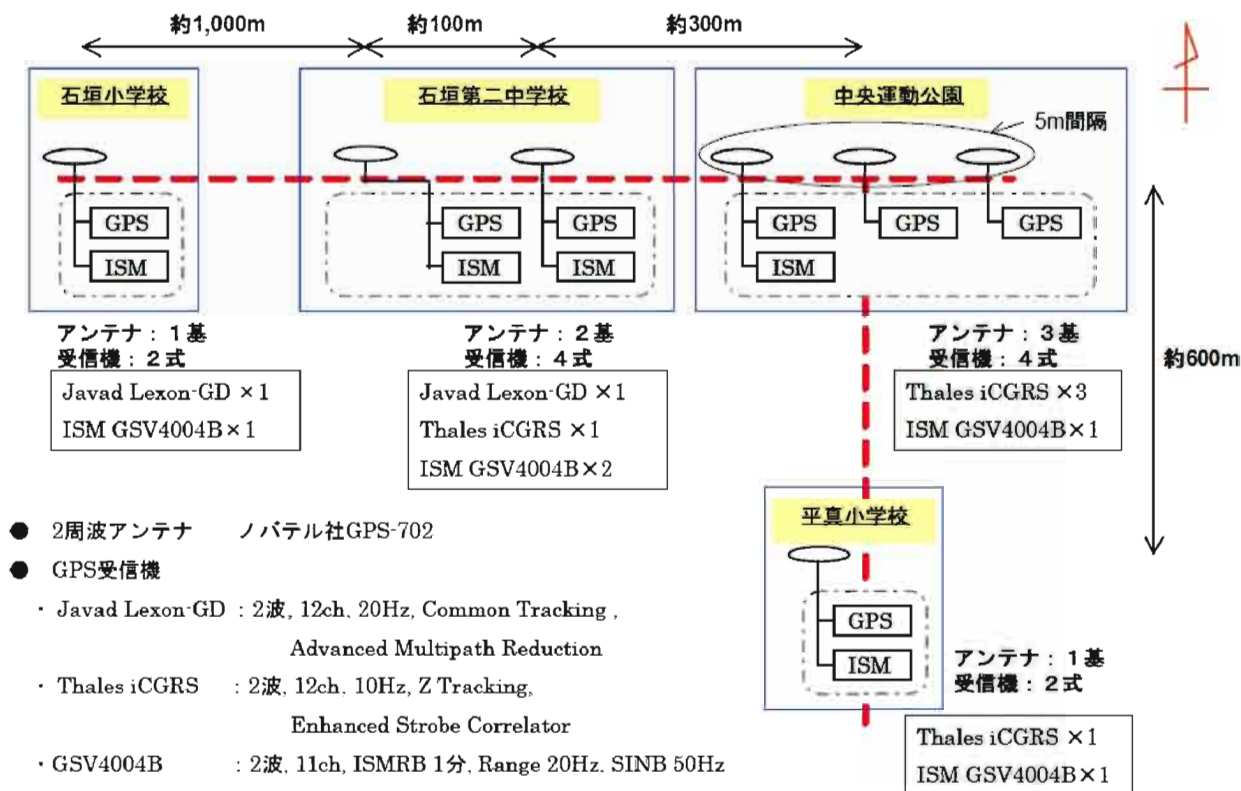 約1,000m 約100m 約300m
石垣小学校
石垣第二中学校
中央運動公園
5m間隔
GPS
ISM
GPS
ISM
GPS
ISM
GPS
ISM
GPS
GPS
アンテナ：1基
受信機：2式
Javad Lexon-GD ×1
ISM GSV4004B×1
アンテナ：2基
受信機：4式
Javad Lexon-GD ×1
Thales iCGRS ×1
ISM GSV4004B×2
アンテナ：3基
受信機：4式
Thales iCGRS ×3
ISM GSV4004B×1
約600m
平真小学校
GPS
ISM
アンテナ：1基
受信機：2式
Thales iCGRS ×1
ISM GSV4004B×1
● 2周波アンテナ ノバテル社GPS-702
● GPS受信機
・ Javad Lexon-GD ：2波, 12ch, 20Hz, Common Tracking ,
Advanced Multipath Reduction
・ Thales iCGRS ：2波, 12ch, 10Hz, Z Tracking,
Enhanced Strobe Correlator
・ GSV4004B ：2波, 11ch, ISMRB 1分, Range 20Hz, SINB 50Hz